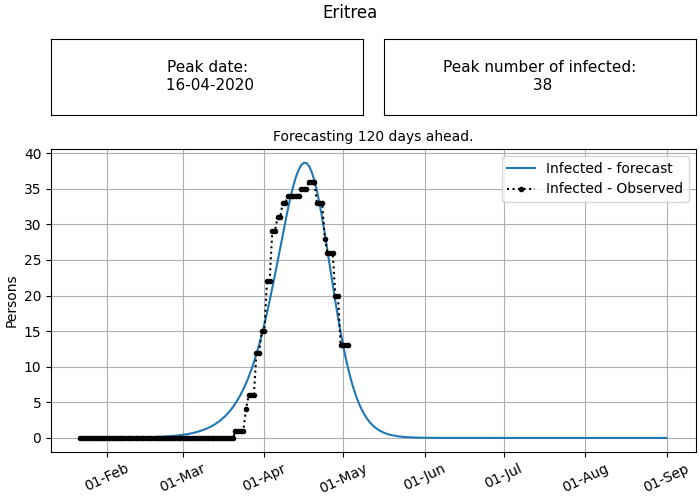 Eritrea
Peak date:
16-04-2020
Peak number of infected:
38
Forecasting 120 days ahead.
40
35
30
25
20
15
10
5
0
Persons
Infected - forecast
Infected - Observed
01-Feb
01-Mar
01-Apr
01-May
01-Jun
01-Jul
01-Aug
01-Sep